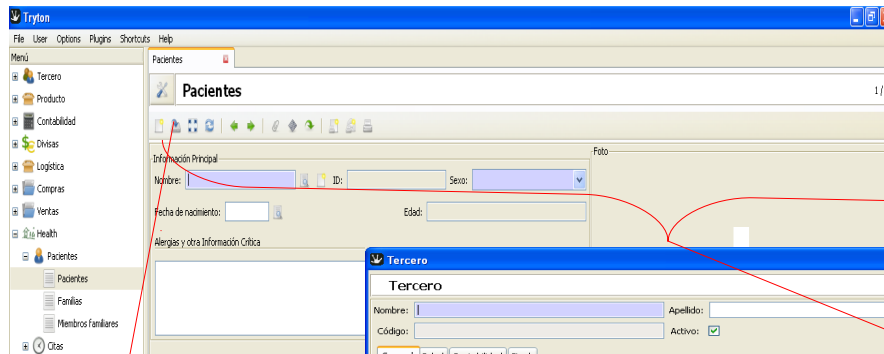 Tryton
File User Options Plugins Shortcuts Help
Menú
Pacientes
Tercero
Pacientes
1/
Producto
Contabilidad
Divisas
Logística
Compras
Ventas
Health
Pacientes
Pacientes
Familias
Miembros familiares
Citas
Información Principal
Foto
Nombre: ID: Sexo:
Fecha de nacimiento: Edad:
Alergias y otra Información Crítica
Tercero
Tercero
Nombre: Apellido:
Código: Activo: